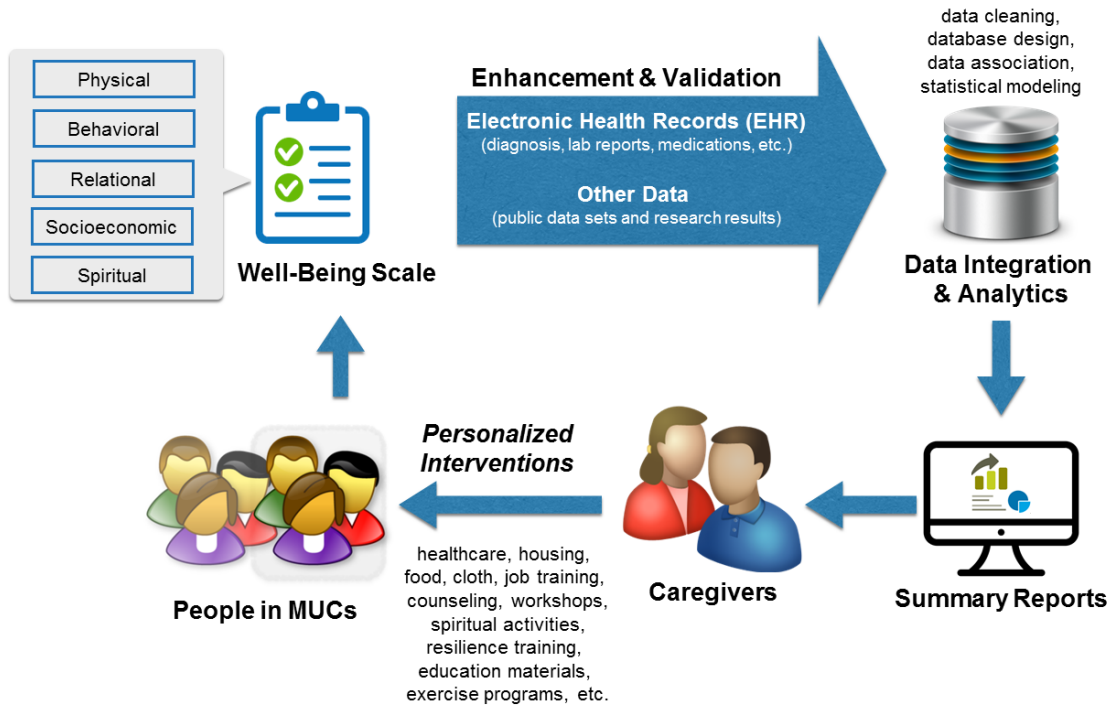 Physical
Behavioral
Relational
Socioeconomic
Spiritual
Well-Being Scale
Enhancement & Validation
Electronic Health Records (EHR)
(diagnosis, lab reports, medications, etc.)
Other Data
(public data sets and research results)
data cleaning,
database design,
data association,
statistical modeling
Data Integration
& Analytics
Summary Reports
Caregivers
Personalized
Interventions
healthcare, housing,
food, cloth, job training,
counseling, workshops,
spiritual activities,
resilience training,
education materials,
exercise programs, etc.
People in MUCs